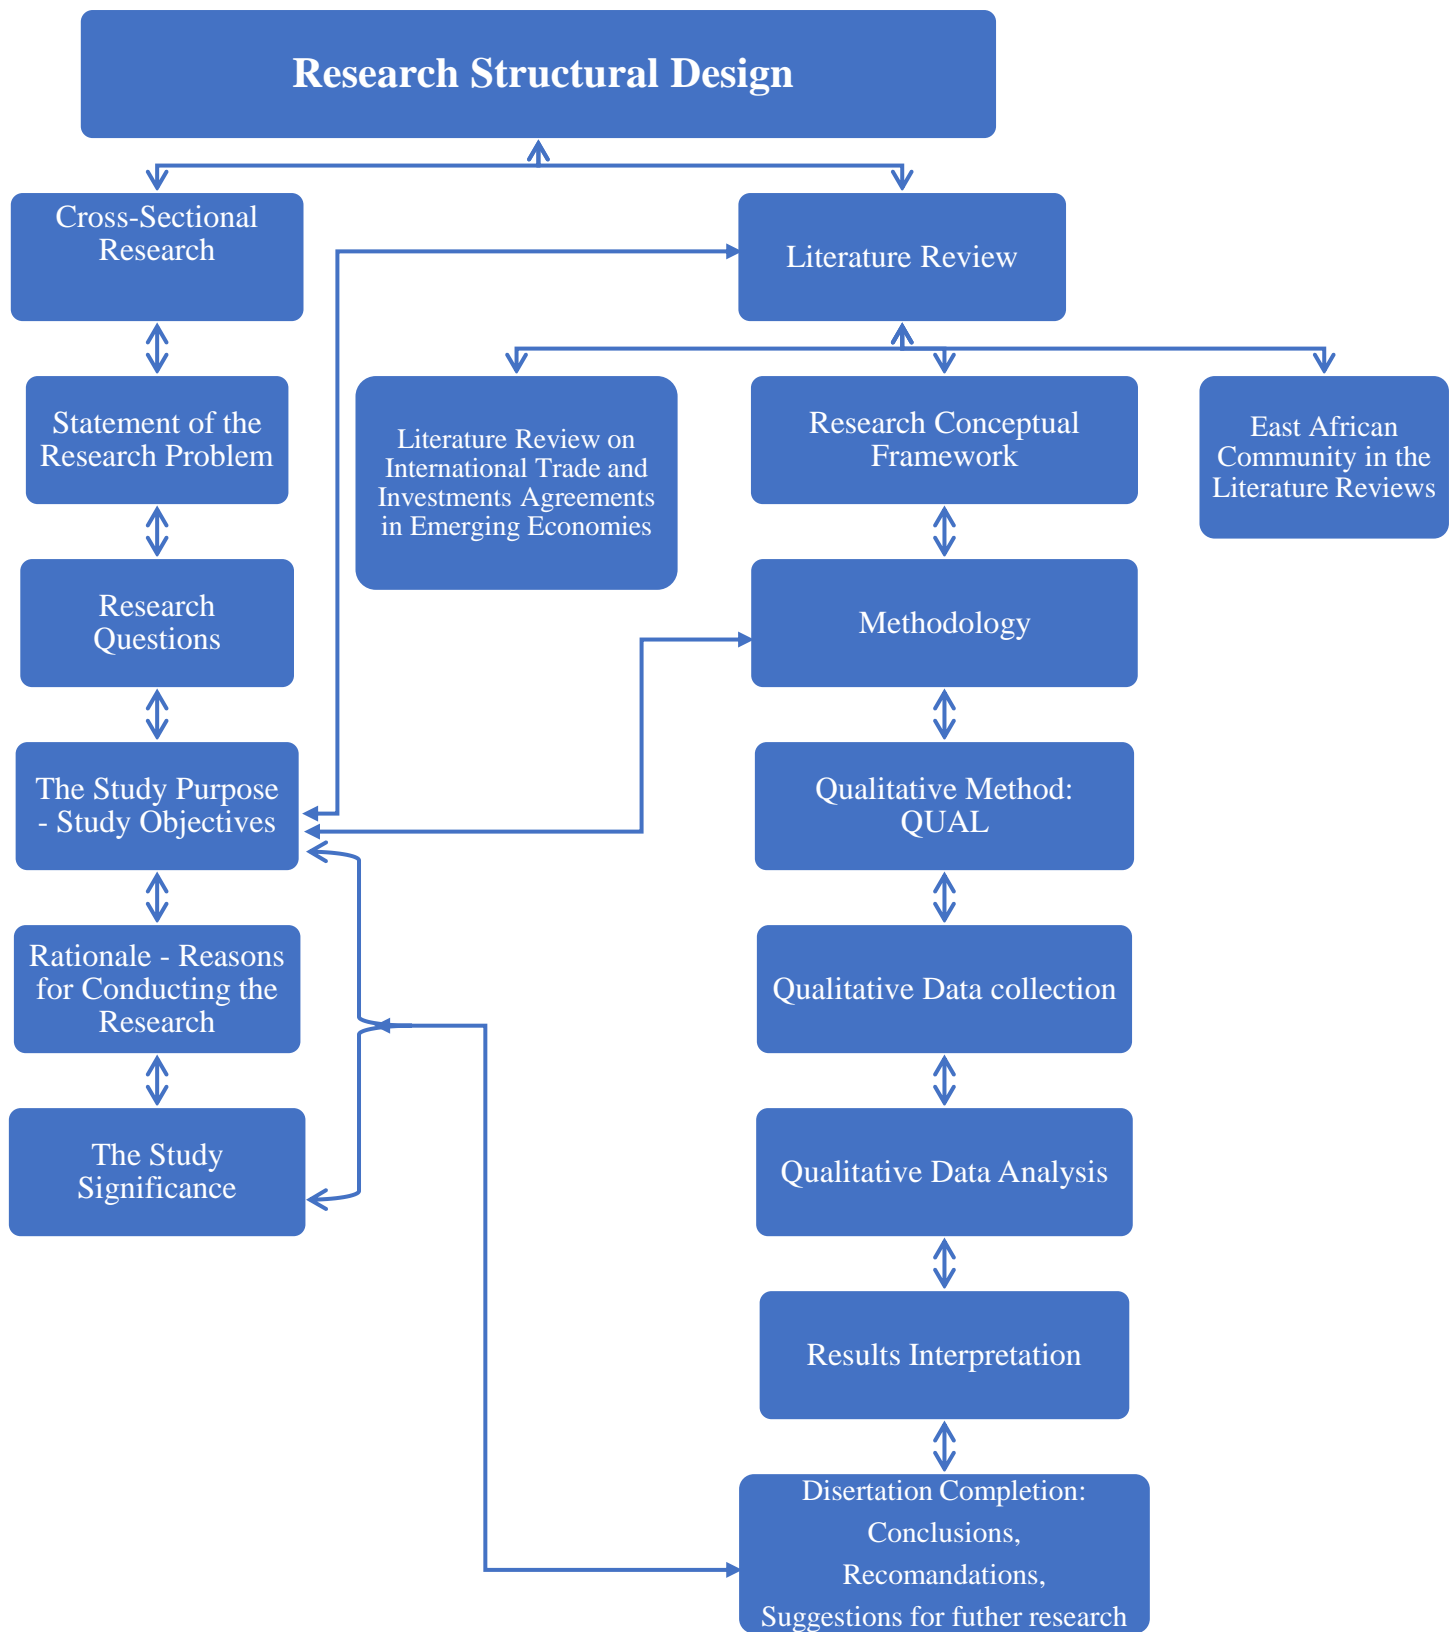 Research Structural Design
Cross-Sectional
Research
Literature Review
Statement of the
Research Problem
Literature Review on
International Trade and
Investments Agreements
in Emerging Economies
Research Conceptual
Framework
East African
Community in the
Literature Reviews
Research
Questions
Methodology
The Study Purpose
- Study Objectives
Qualitative Method:
QUAL
Rationale - Reasons
for Conducting the
Research
Qualitative Data collection
The Study
Significance
Qualitative Data Analysis
Results Interpretation
Disertation Completion:
Conclusions,
Recomandations,
Suggestions for futher research